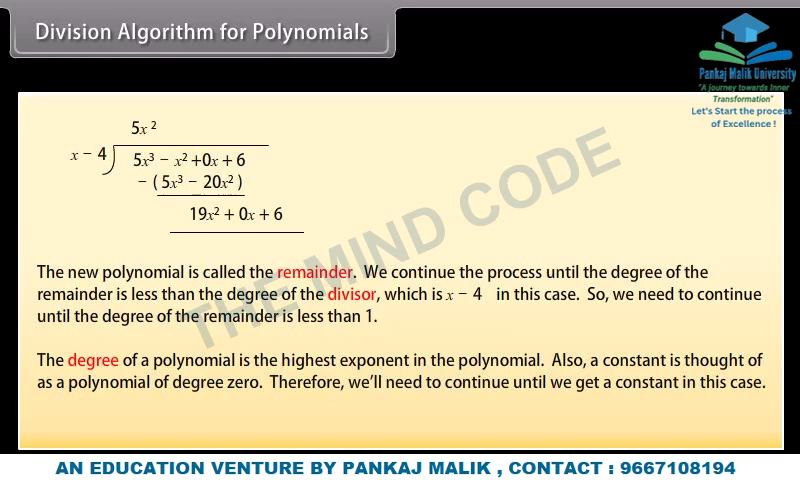 Division Algorithm for Polynomials
Pankaj Malik University
"A journey towards Inner
Transformation"
Let's Start the process
of Excellence !
5x²
x − 4 ) 5x³ − x² +0x + 6
− ( 5x³ − 20x² )
19x² + 0x + 6
THE MIND CODE
The new polynomial is called the remainder. We continue the process until the degree of the
remainder is less than the degree of the divisor, which is x − 4 in this case. So, we need to continue
until the degree of the remainder is less than 1.
The degree of a polynomial is the highest exponent in the polynomial. Also, a constant is thought of
as a polynomial of degree zero. Therefore, we'll need to continue until we get a constant in this case.
AN EDUCATION VENTURE BY PANKAJ MALIK , CONTACT : 9667108194